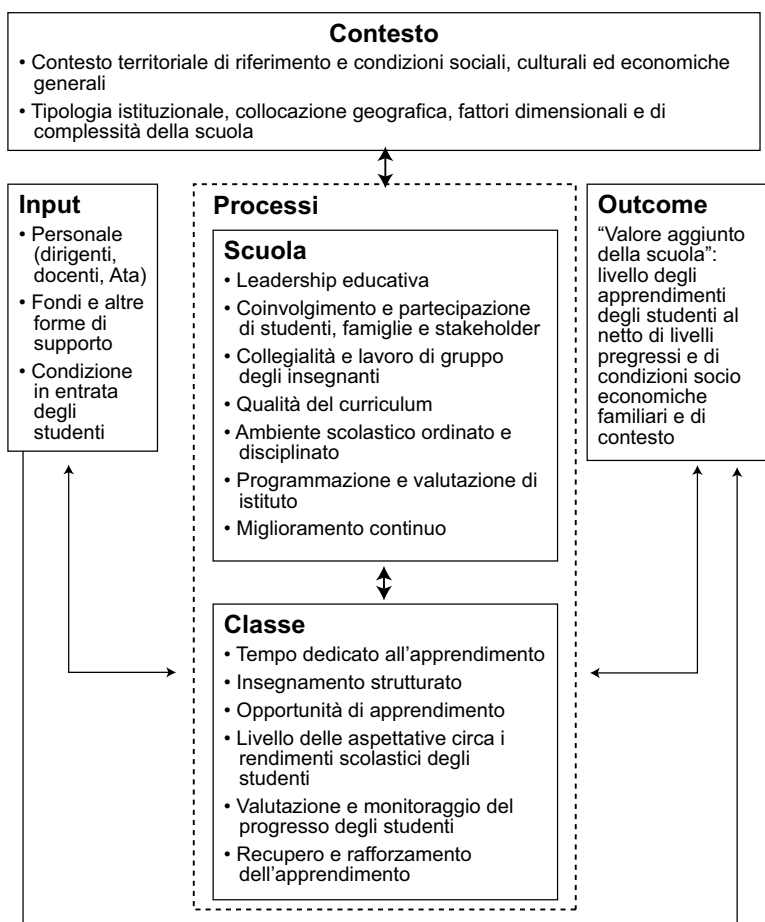 Contesto
• Contesto territoriale di riferimento e condizioni sociali, culturali ed economiche
generali
• Tipologia istituzionale, collocazione geografica, fattori dimensionali e di
complessità della scuola
Input
• Personale
(dirigenti,
docenti, Ata)
• Fondi e altre
forme di
supporto
• Condizione
in entrata
degli
studenti
Processi
Scuola
• Leadership educativa
• Coinvolgimento e partecipazione
di studenti, famiglie e stakeholder
• Collegialità e lavoro di gruppo
degli insegnanti
• Qualità del curriculum
• Ambiente scolastico ordinato e
disciplinato
• Programmazione e valutazione di
istituto
• Miglioramento continuo
Classe
• Tempo dedicato all’apprendimento
• Insegnamento strutturato
• Opportunità di apprendimento
• Livello delle aspettative circa i
rendimenti scolastici degli
studenti
• Valutazione e monitoraggio del
progresso degli studenti
• Recupero e rafforzamento
dell’apprendimento
Outcome
“Valore aggiunto
della scuola”:
livello degli
apprendimenti
degli studenti al
netto di livelli
pregressi e di
condizioni socio
economiche
familiari e di
contesto